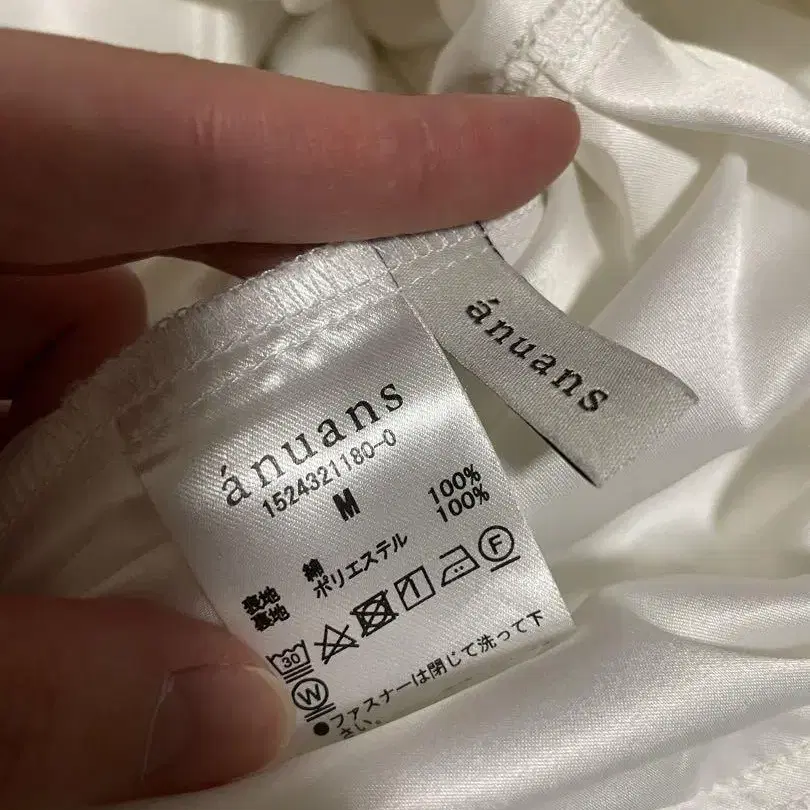 ánuans
ánuans
1524321180-0
M
表地 綿 100%
裏地 ポリエステル 100%
30
F
W
●ファスナーは閉じて洗って下
さい。